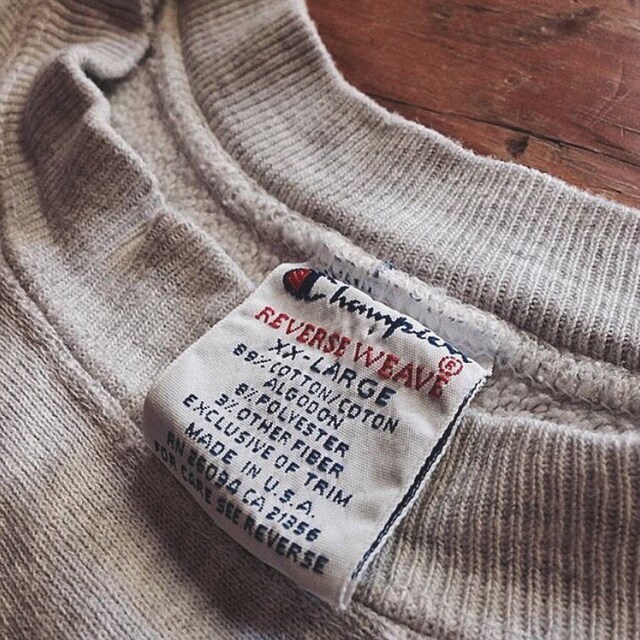 Champion
REVERSE WEAVE®
XX-LARGE
89% COTTON/COTON
ALGODON
8% POLYESTER
3% OTHER FIBER
EXCLUSIVE OF TRIM
MADE IN U.S.A.
RN 26094 CA 21356
FOR CARE SEE REVERSE